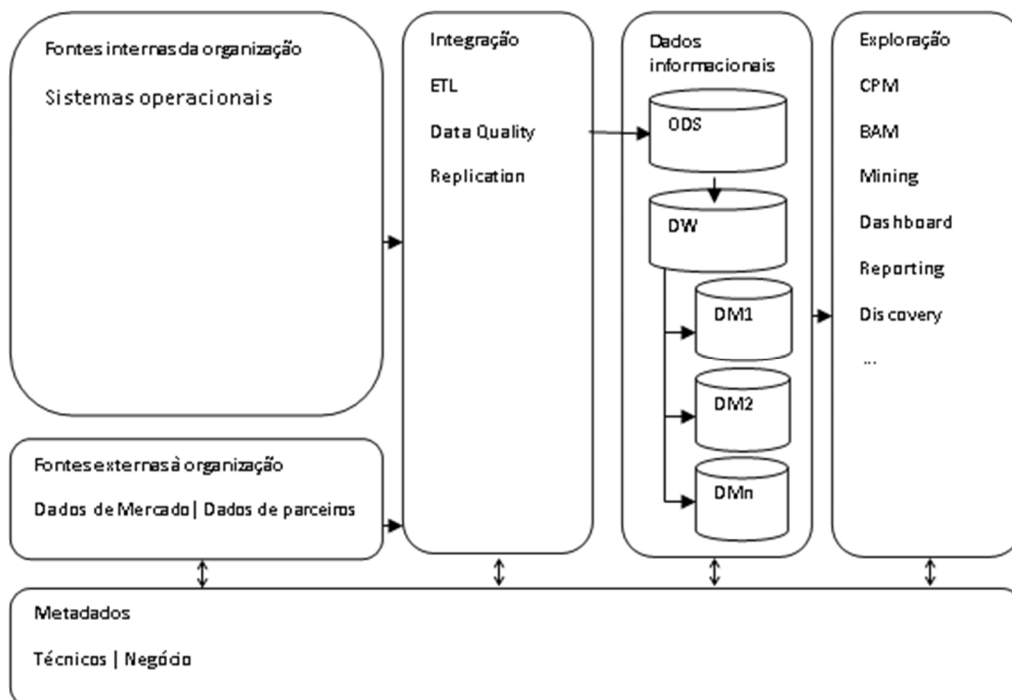 Fontes internas da organização
Sistemas operacionais
Fontes externas à organização
Dados de Mercado | Dados de parceiros
Integração
ETL
Data Quality
Replication
Dados
informacionais
ODS
DW
DM1
DM2
DMn
Exploração
CPM
BAM
Mining
Dashboard
Reporting
Discovery
...
Metadados
Técnicos | Negócio